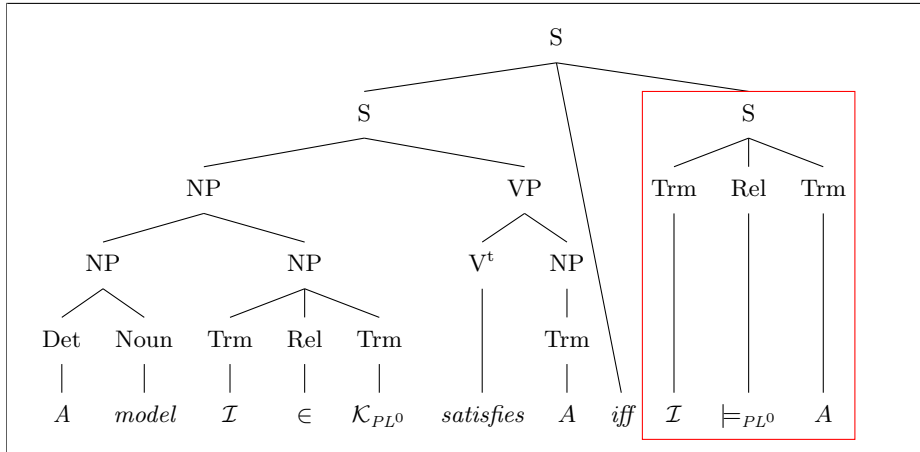 S
S S
NP VP Trm Rel Trm
NP NP Vᵗ NP
Det Noun Trm Rel Trm Trm
A model ℐ ∈ 𝒦_{PL⁰} satisfies A iff ℐ ⊨_{PL⁰} A